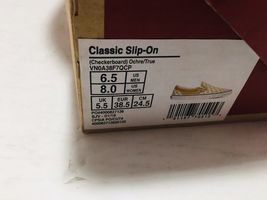 Classic Slip-On
(Checkerboard) Ochre/True
VN0A38F7QCP
6.5 US MEN
8.0 US WOMEN
UK 5.5 EUR 38.5 CM 24.5